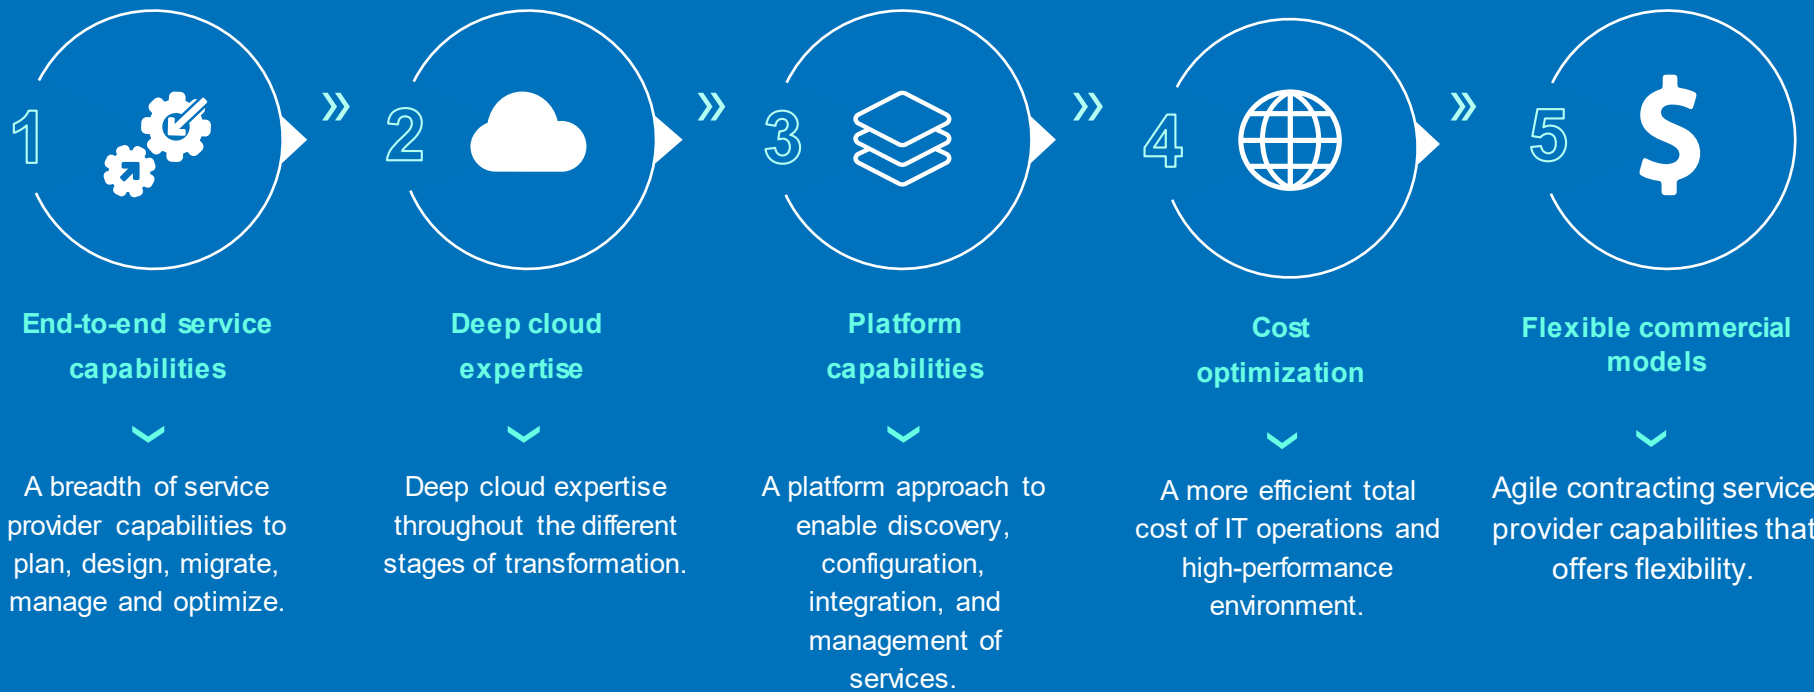 1
End-to-end service
capabilities
A breadth of service
provider capabilities to
plan, design, migrate,
manage and optimize.
2
Deep cloud
expertise
Deep cloud expertise
throughout the different
stages of transformation.
3
Platform
capabilities
A platform approach to
enable discovery,
configuration,
integration, and
management of
services.
4
Cost
optimization
A more efficient total
cost of IT operations and
high-performance
environment.
5
Flexible commercial
models
Agile contracting service
provider capabilities that
offers flexibility.